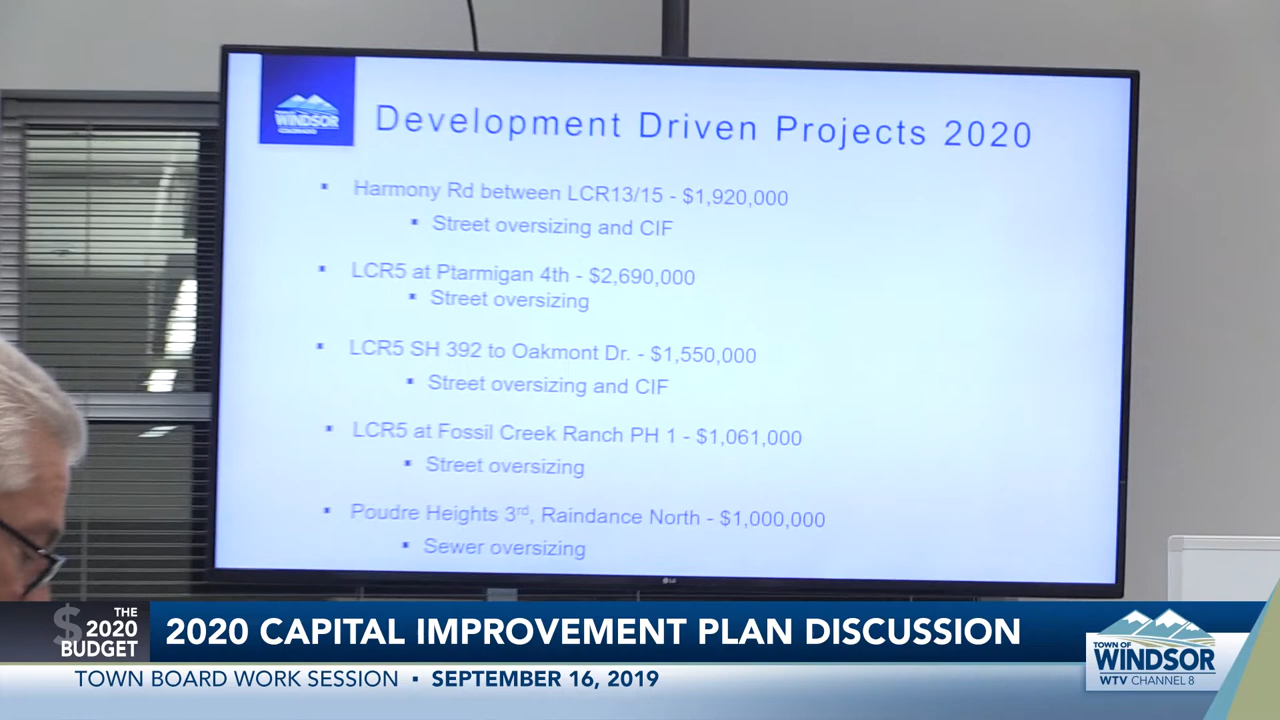 TOWN OF
WINDSOR
COLORADO
Development Driven Projects 2020
▪ Harmony Rd between LCR13/15 - $1,920,000
▪ Street oversizing and CIF
▪ LCR5 at Ptarmigan 4th - $2,690,000
▪ Street oversizing
▪ LCR5 SH 392 to Oakmont Dr. - $1,550,000
▪ Street oversizing and CIF
▪ LCR5 at Fossil Creek Ranch PH 1 - $1,061,000
▪ Street oversizing
▪ Poudre Heights 3rd, Raindance North - $1,000,000
▪ Sewer oversizing
LG
$ THE
2020
BUDGET
2020 CAPITAL IMPROVEMENT PLAN DISCUSSION
TOWN BOARD WORK SESSION ▪ SEPTEMBER 16, 2019
TOWN OF
WINDSOR
WTV CHANNEL 8